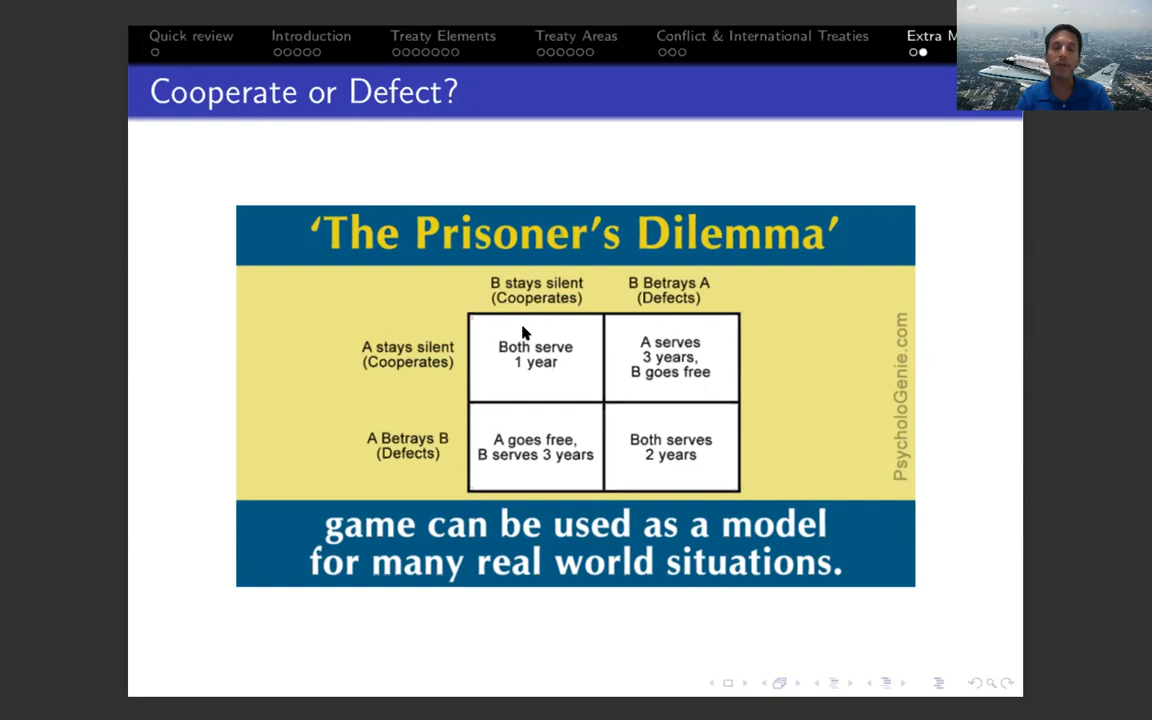 Quick review
Introduction
Treaty Elements
Treaty Areas
Conflict & International Treaties
Extra M
Cooperate or Defect?
‘The Prisoner’s Dilemma’
B stays silent
(Cooperates)
B Betrays A
(Defects)
A stays silent
(Cooperates)
Both serve
1 year
A serves
3 years,
B goes free
A Betrays B
(Defects)
A goes free,
B serves 3 years
Both serves
2 years
PsycholoGenie.com
game can be used as a model
for many real world situations.